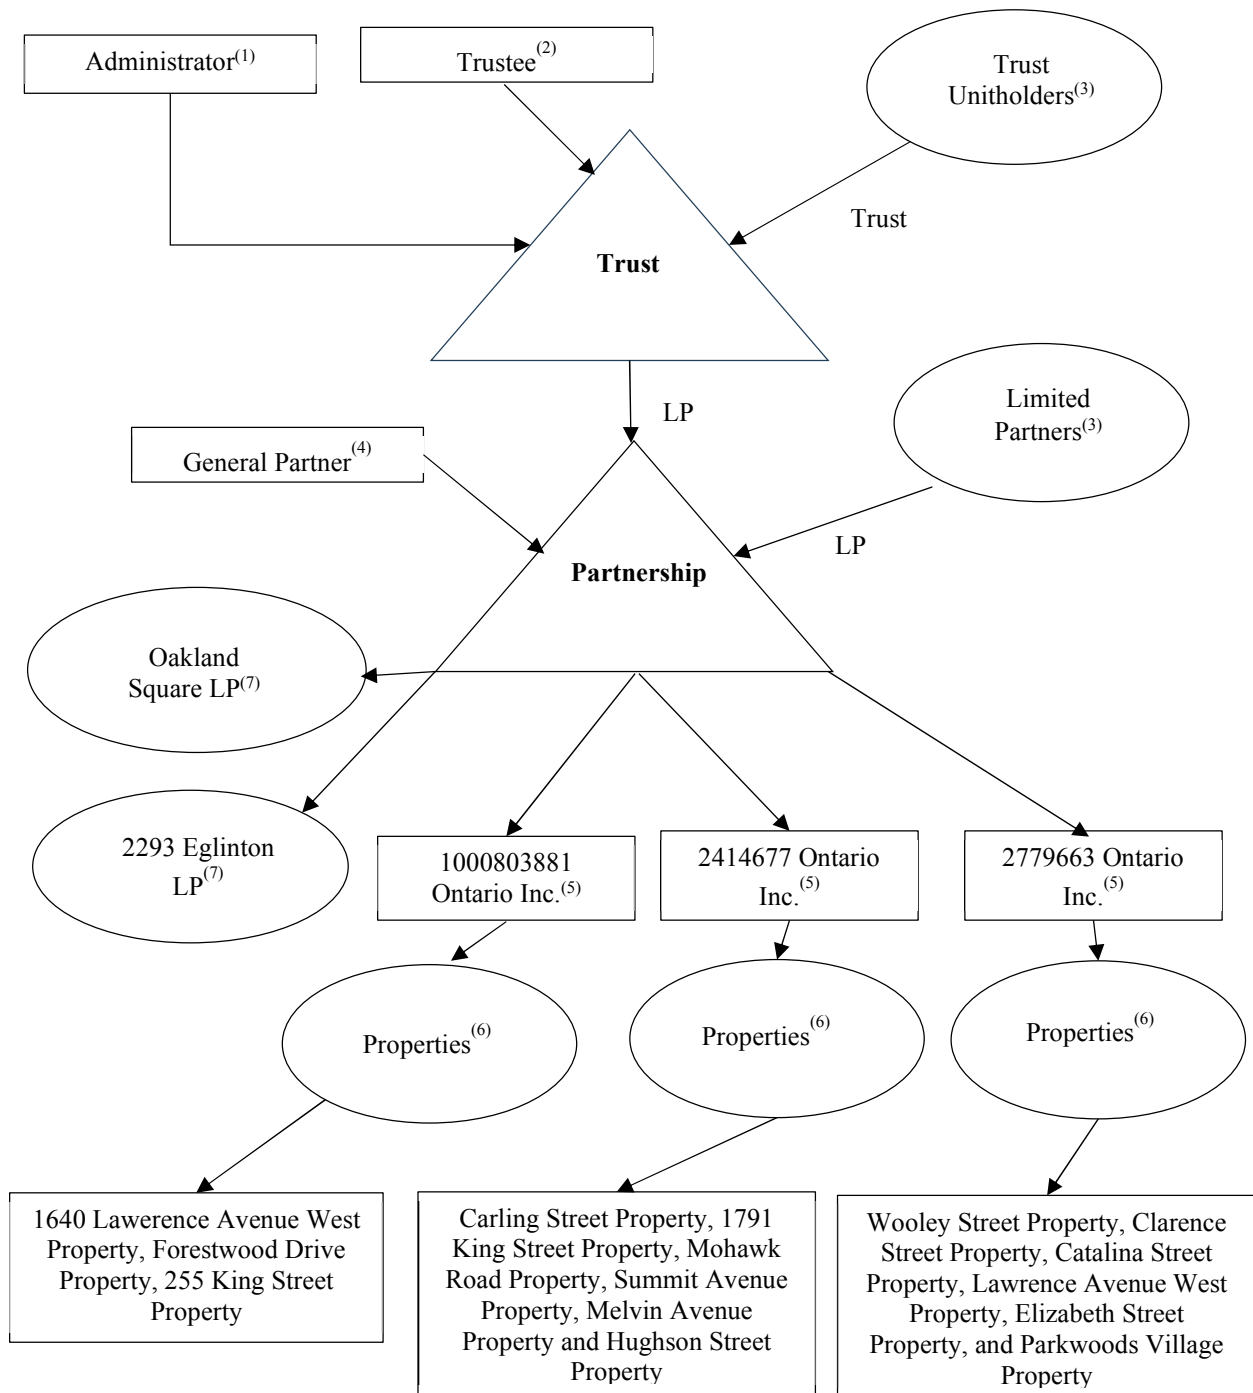 Administrator(1)
Trustee(2)
Trust
Unitholders(3)
Trust
Trust
LP
Limited
Partners(3)
General Partner(4)
LP
Partnership
Oakland
Square LP(7)
2293 Eglinton
LP(7)
1000803881
Ontario Inc.(5)
2414677 Ontario
Inc.(5)
2779663 Ontario
Inc.(5)
Properties(6)
Properties(6)
Properties(6)
1640 Lawerence Avenue West
Property, Forestwood Drive
Property, 255 King Street
Property
Carling Street Property, 1791
King Street Property, Mohawk
Road Property, Summit Avenue
Property, Melvin Avenue
Property and Hughson Street
Property
Wooley Street Property, Clarence
Street Property, Catalina Street
Property, Lawrence Avenue West
Property, Elizabeth Street
Property, and Parkwoods Village
Property